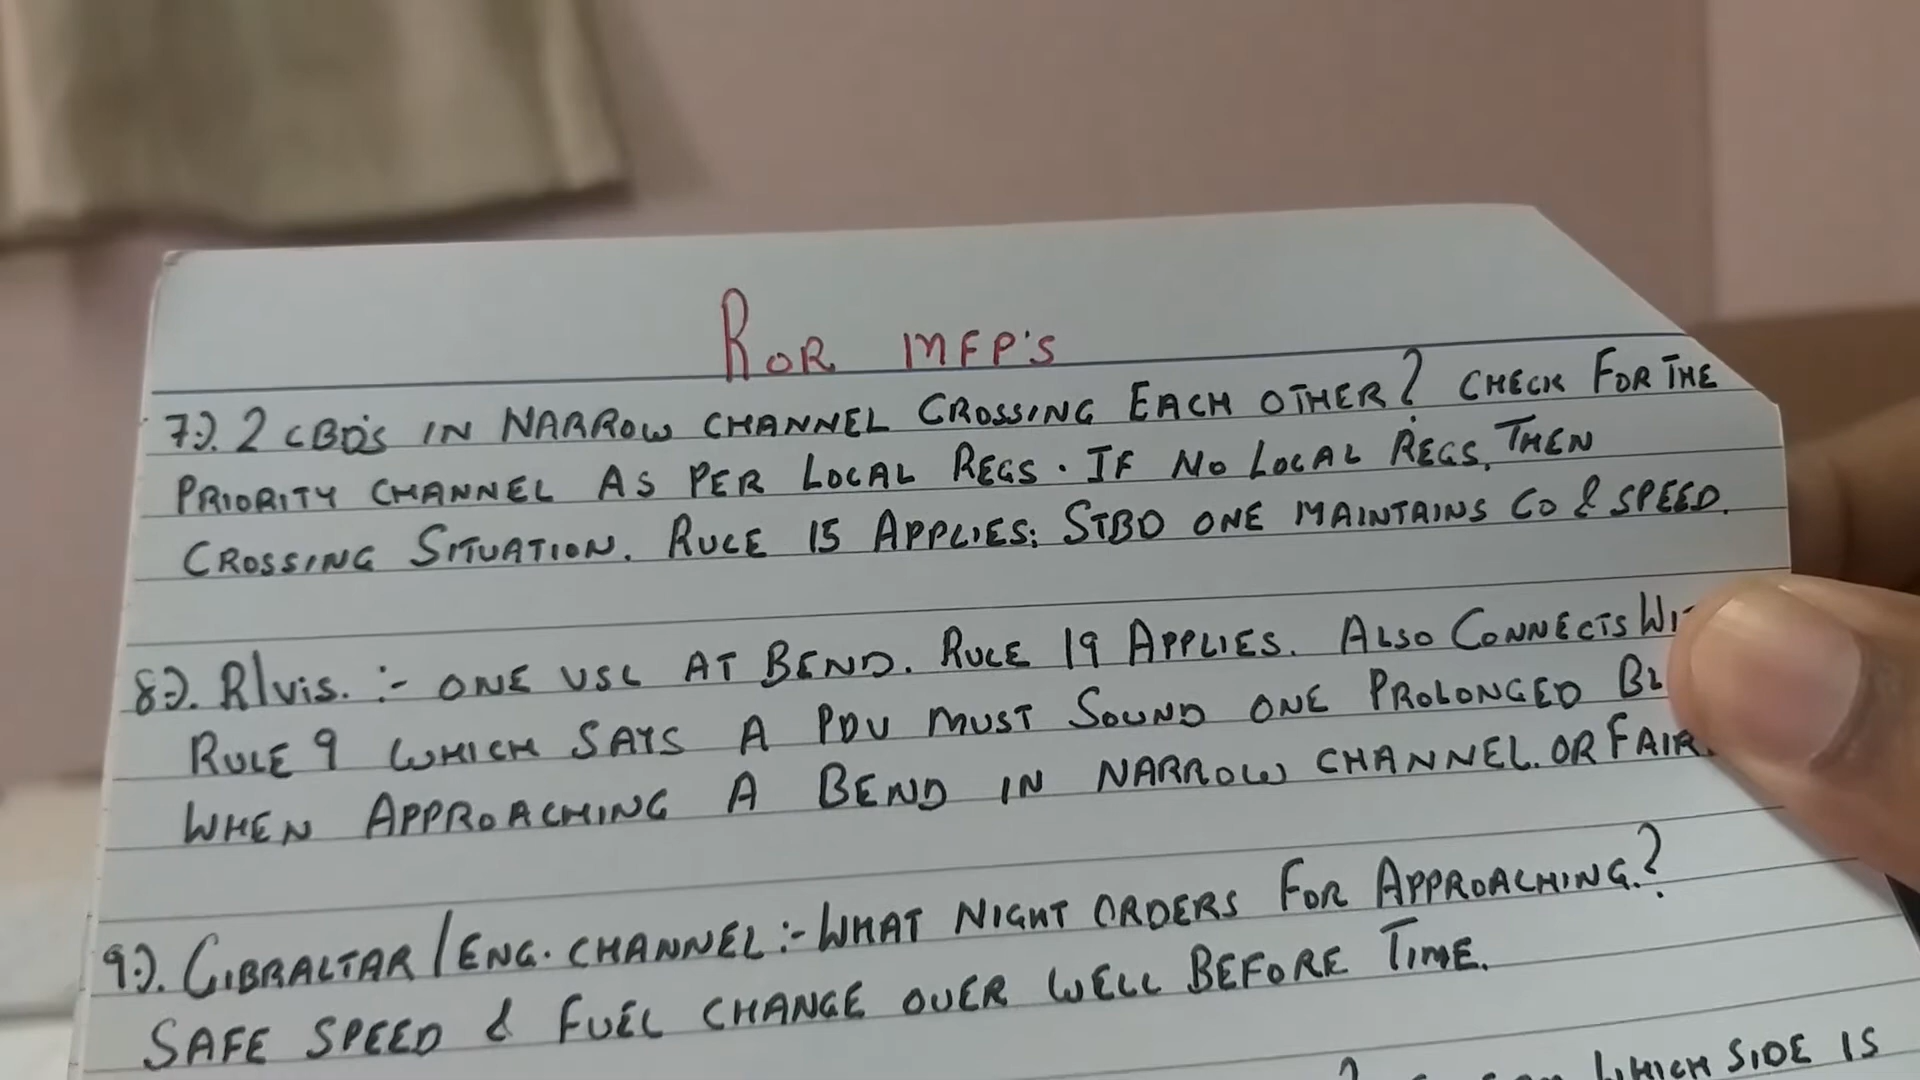 ROR MFP'S
7.). 2 CBD'S IN NARROW CHANNEL CROSSING EACH OTHER? CHECK FOR THE
PRIORITY CHANNEL AS PER LOCAL REGS. IF NO LOCAL REGS, THEN
CROSSING SITUATION. RULE 15 APPLIES: STBD ONE MAINTAINS CO & SPEED.
8.). R/VIS. :- ONE VSL AT BEND. RULE 19 APPLIES. ALSO CONNECTS
RULE 9 WHICH SAYS A PDV MUST SOUND ONE PROLONGED
WHEN APPROACHING A BEND IN NARROW CHANNEL. OR
9.). GIBRALTAR/ENG. CHANNEL:- WHAT NIGHT ORDERS FOR APPROACHING.?
SAFE SPEED & FUEL CHANGE OVER WELL BEFORE TIME.
WHICH SIDE IS